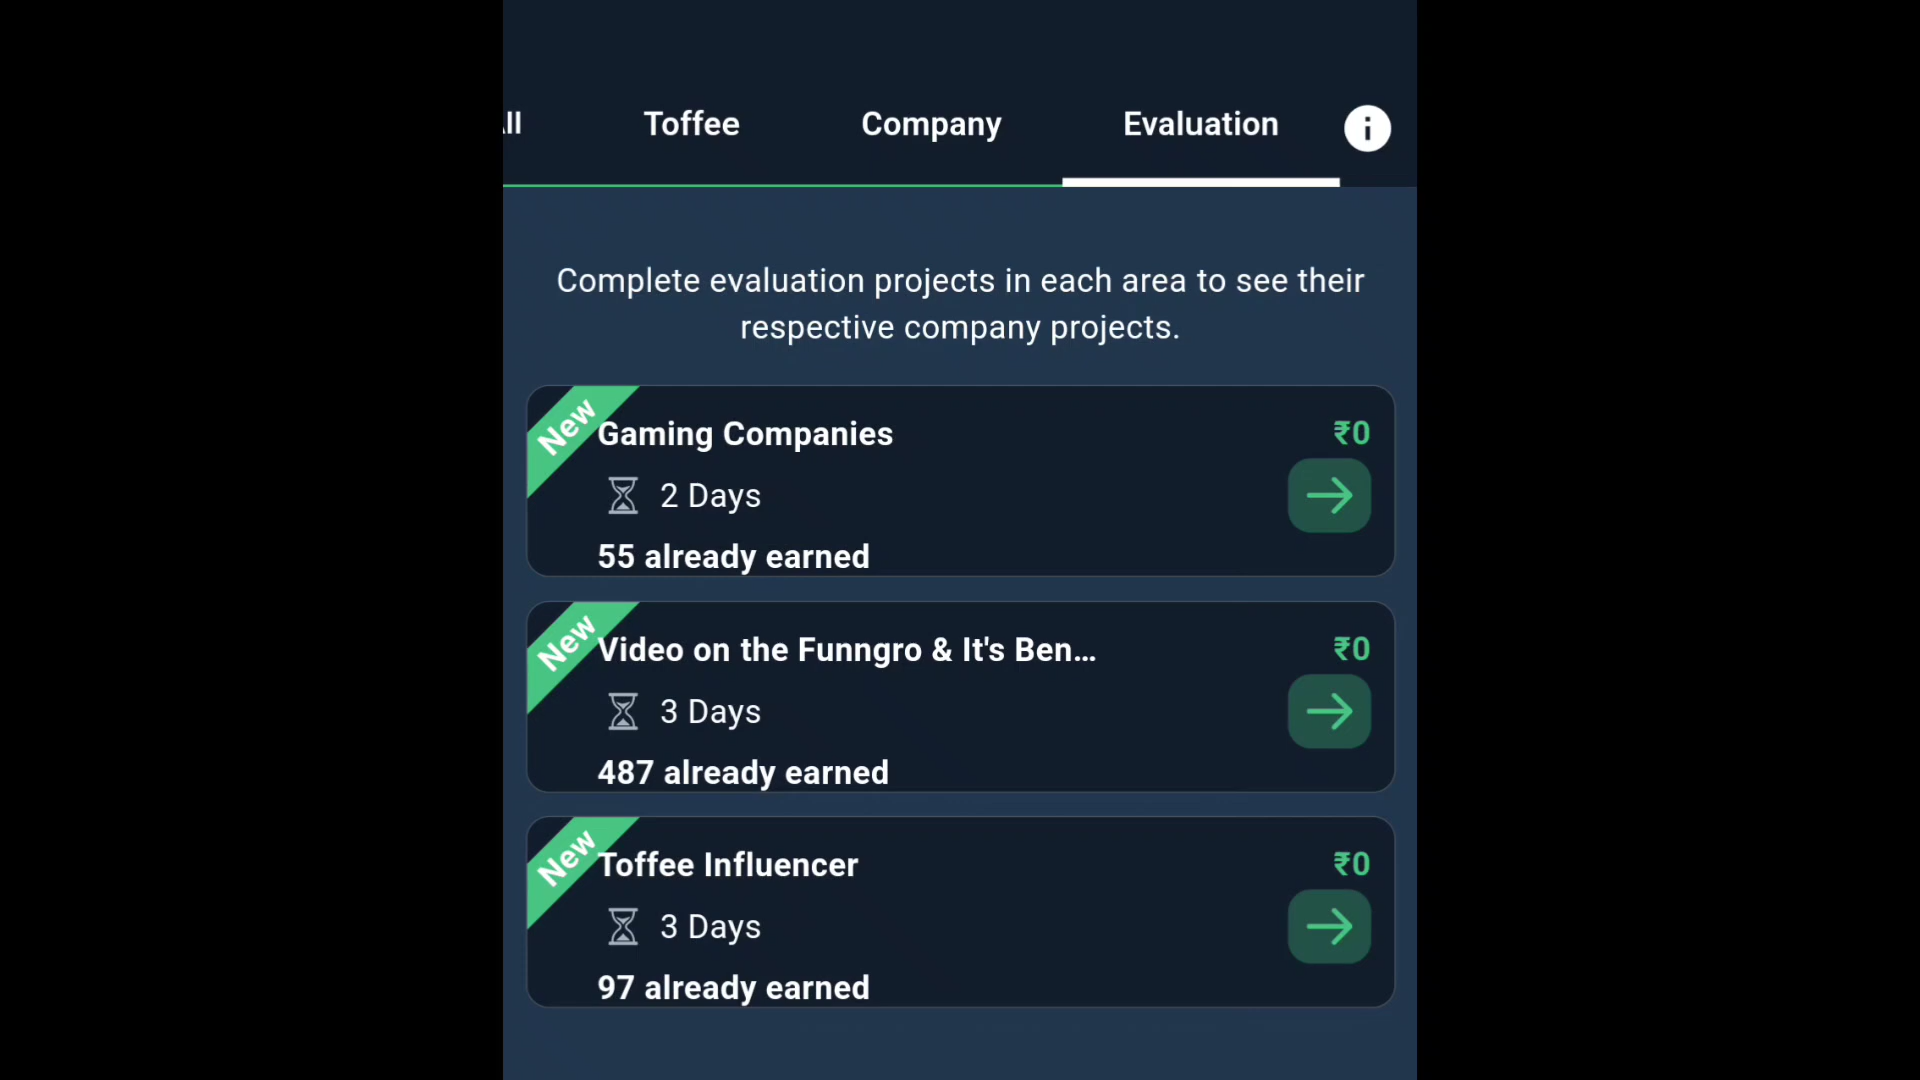 ll
Toffee
Company
Evaluation
Complete evaluation projects in each area to see their
respective company projects.
New
Gaming Companies
₹0
2 Days
55 already earned
New
Video on the Funngro & It's Ben...
₹0
3 Days
487 already earned
New
Toffee Influencer
₹0
3 Days
97 already earned